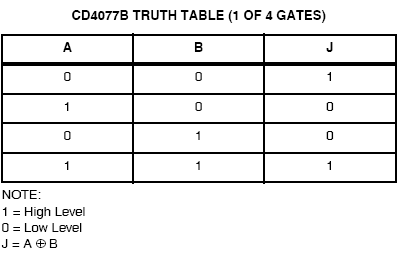 CD4077B TRUTH TABLE (1 OF 4 GATES)
A B J
0 0 1
1 0 0
0 1 0
1 1 1
NOTE:
1 = High Level
0 = Low Level
J = A ⊕ B